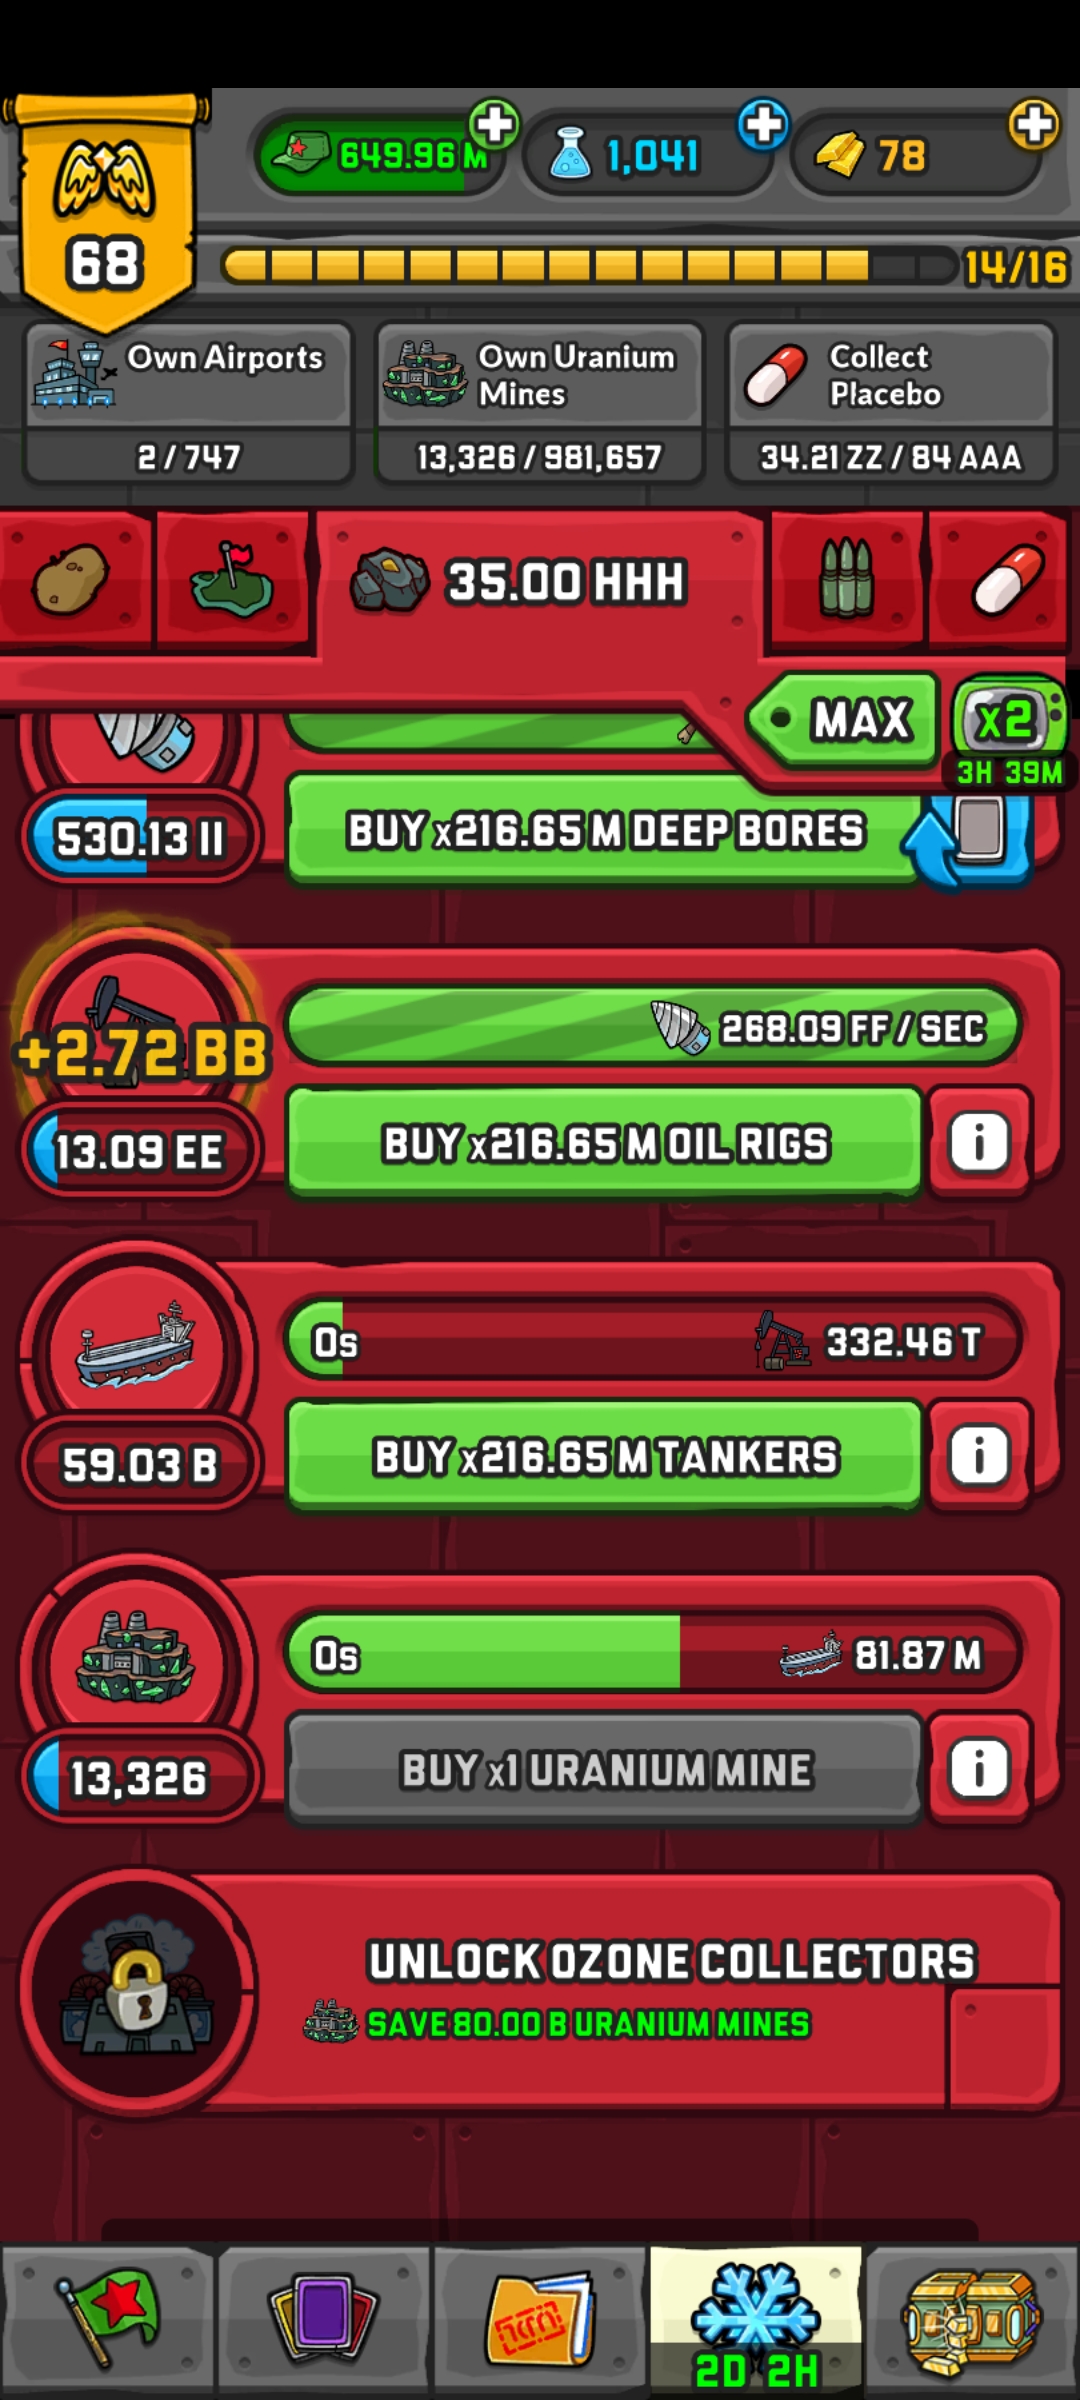 649.96 M
1,041
78
68
14/16
Own Airports
2 / 747
Own Uranium
Mines
13,326 / 981,657
Collect
Placebo
34.21 ZZ / 84 AAA
35.00 HHH
MAX
x2
3H 39M
530.13 II
BUY x216.65 M DEEP BORES
+2.72 BB
268.09 FF / SEC
13.09 EE
BUY x216.65 M OIL RIGS
i
0s
332.46 T
59.03 B
BUY x216.65 M TANKERS
i
0s
81.87 M
13,326
BUY x1 URANIUM MINE
i
UNLOCK OZONE COLLECTORS
SAVE 80.00 B URANIUM MINES
2D 2H